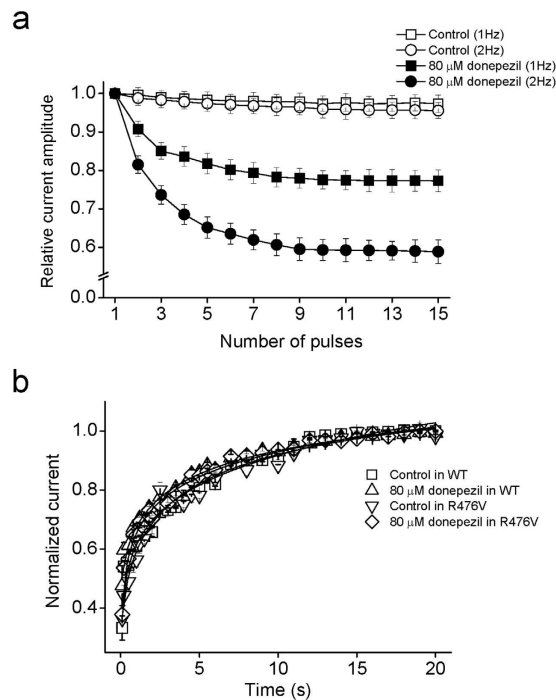 a
Control (1Hz)
Control (2Hz)
80 μM donepezil (1Hz)
80 μM donepezil (2Hz)
Relative current amplitude
1.0
0.9
0.8
0.7
0.6
0.0
1 3 5 7 9 11 13 15
Number of pulses
b
Normalized current
1.0
0.8
0.6
0.4
Control in WT
80 μM donepezil in WT
Control in R476V
80 μM donepezil in R476V
0 5 10 15 20
Time (s)